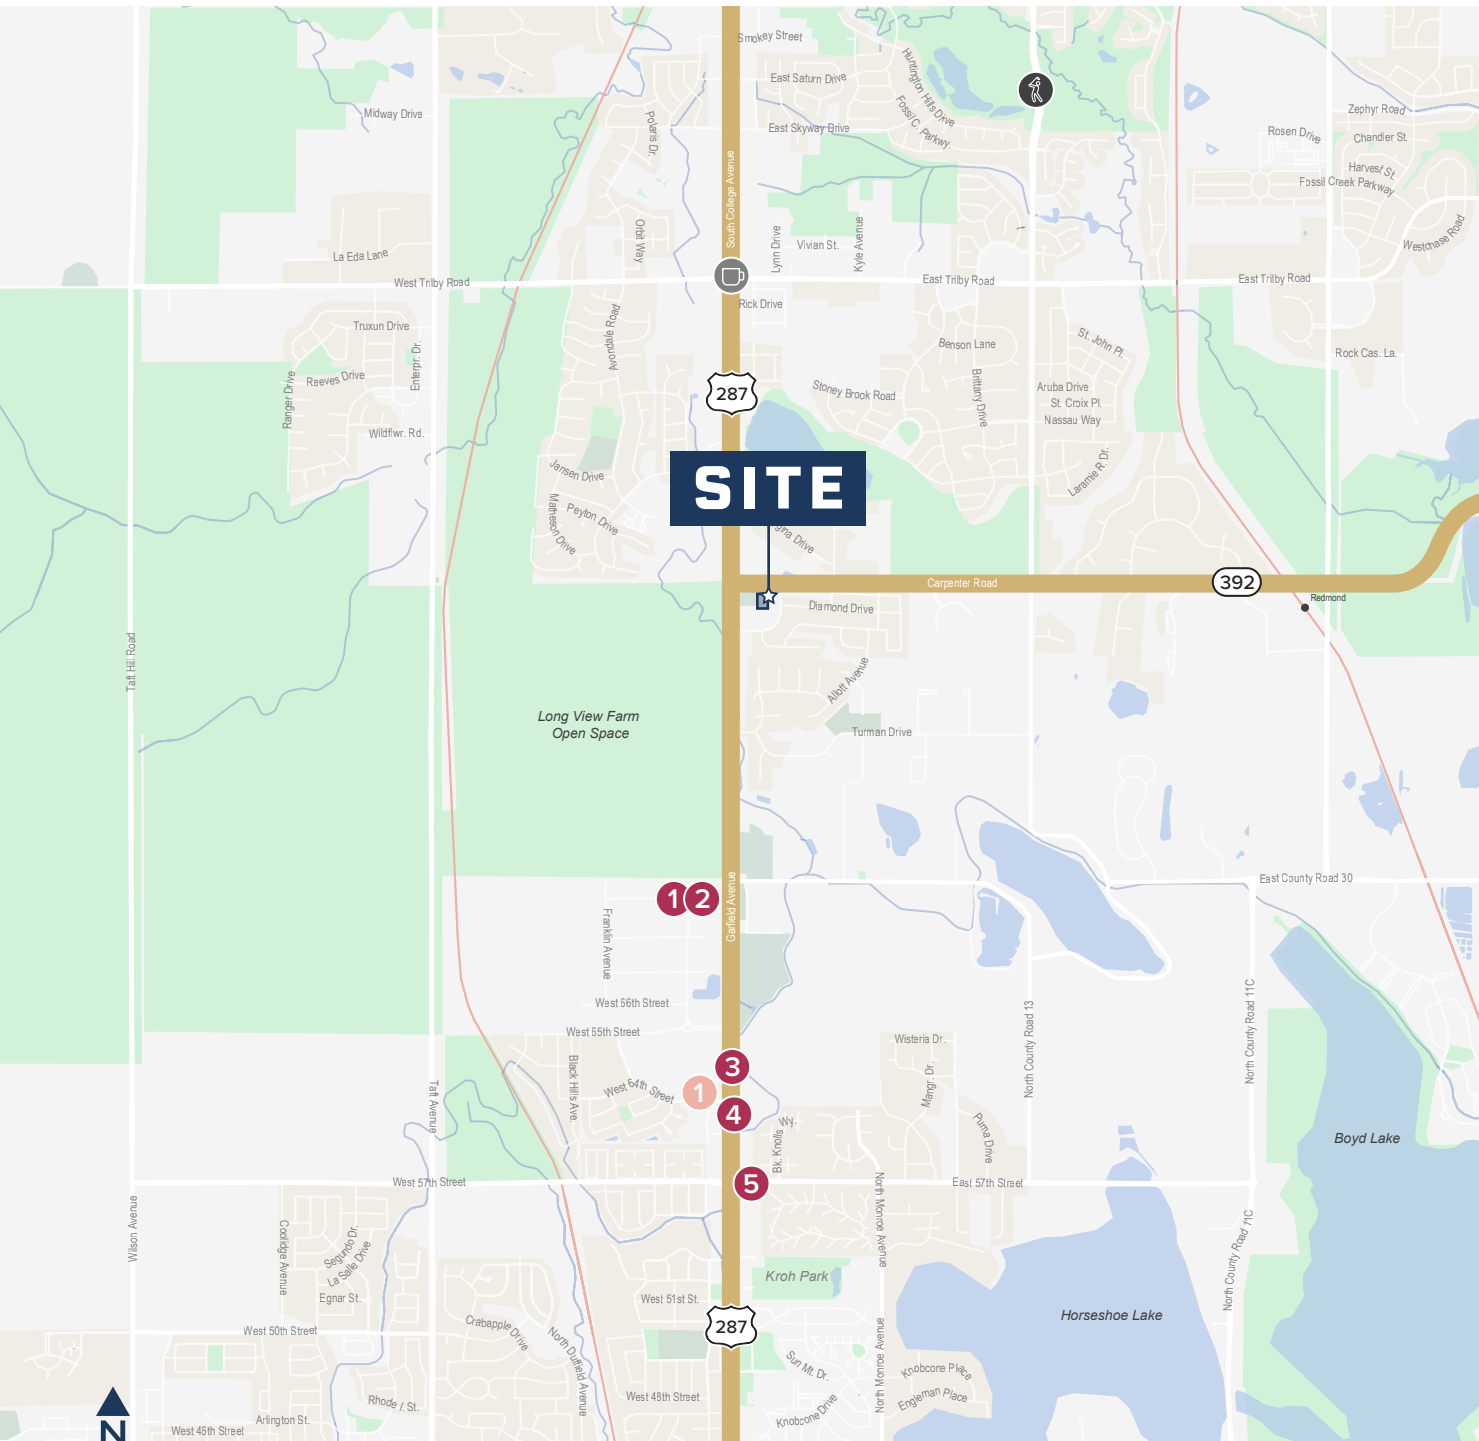 Smokey Street
East Saturn Drive
Huntington Hills Drive
Fossil C. Parkwy.
Midway Drive
Polaris Dr.
East Skyway Drive
Zephyr Road
Rosen Drive
Chandler St.
Harvest St.
Fossil Creek Parkway
South College Avenue
Orbit Way
Lynn Drive
Vivian St.
Kyle Avenue
Westchase Road
La Eda Lane
West Trilby Road
East Trilby Road
East Trilby Road
Rick Drive
Truxun Drive
Avondale Road
Benson Lane
St. John Pl.
Rock Cas. La.
Enterpr. Dr.
Reeves Drive
Ranger Drive
287
Stoney Brook Road
Brittany Drive
Aruba Drive
St. Croix Pl.
Nassau Way
Wildflwr. Rd.
Jansen Drive
Peyton Drive
Matheson Drive
Laramie R. Dr.
SITE
gina Drive
Carpenter Road
392
Redmond
Diamond Drive
Taft Hill Road
Allott Avenue
Long View Farm
Open Space
Turman Drive
East County Road 30
1
2
Garfield Avenue
Franklin Avenue
West 66th Street
West 65th Street
North County Road 13
North County Road 11C
Wisteria Dr.
3
Black Hills Ave.
West 64th Street
1
4
Mangr. Dr.
Taft Avenue
Bk. Knolls
Wy.
Puma Drive
Boyd Lake
West 57th Street
5
East 57th Street
Wilson Avenue
Coolidge Avenue
Segundo Dr.
La Salle Drive
North Monroe Avenue
North County Road 11C
Kroh Park
Egnar St.
West 51st St.
Horseshoe Lake
West 50th Street
Crabapple Drive
North Duffield Avenue
287
North Monroe Avenue
Sun Mt. Dr.
Knobcone Place
Engleman Place
Knobcone Drive
West 48th Street
Rhode I. St.
Arlington St.
West 45th Street
N